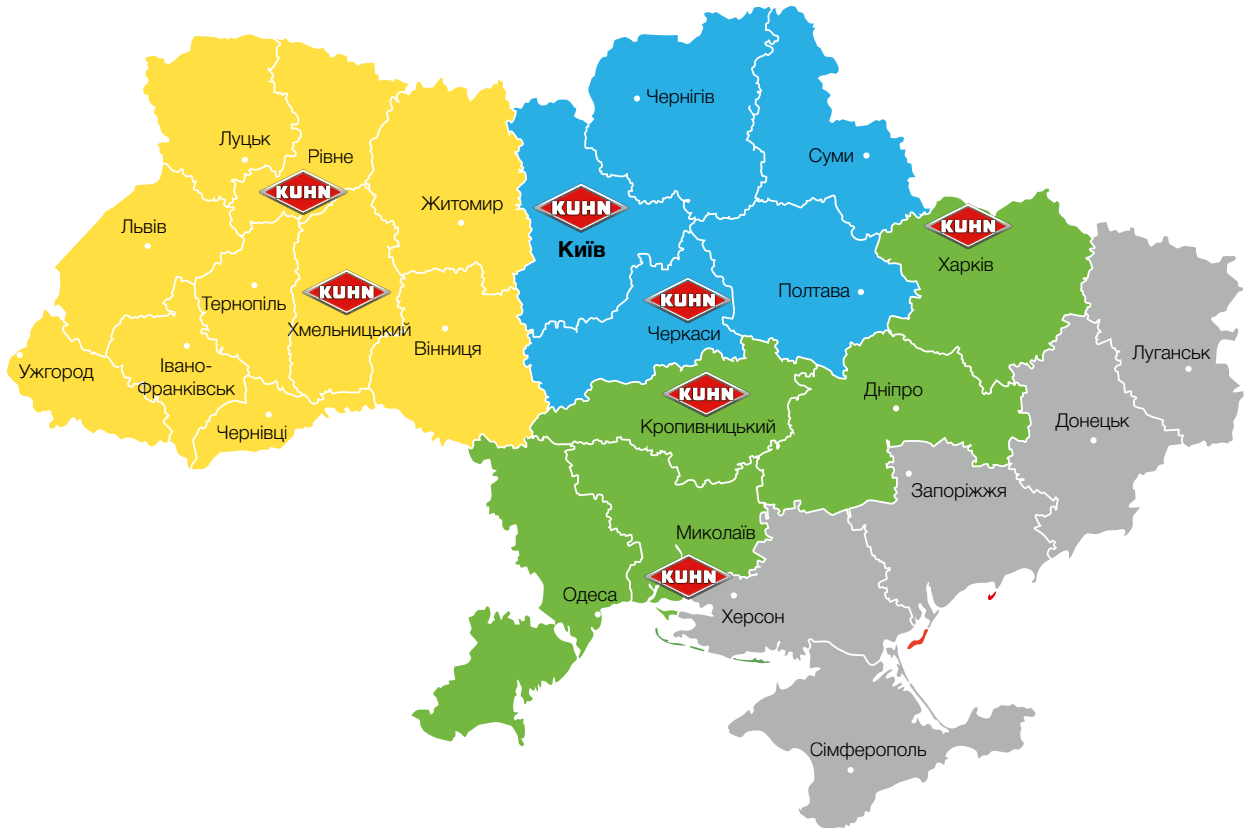 Чернігів
Луцьк
Суми
Рівне
KUHN
Житомир
KUHN
Львів
KUHN
Київ
Харків
Тернопіль
KUHN
Хмельницький
KUHN
Черкаси
Полтава
Вінниця
Ужгород
Івано-
Франківськ
Луганськ
KUHN
Кропивницький
Дніпро
Чернівці
Донецьк
Запоріжжя
Миколаїв
KUHN
Одеса
Херсон
Сімферополь